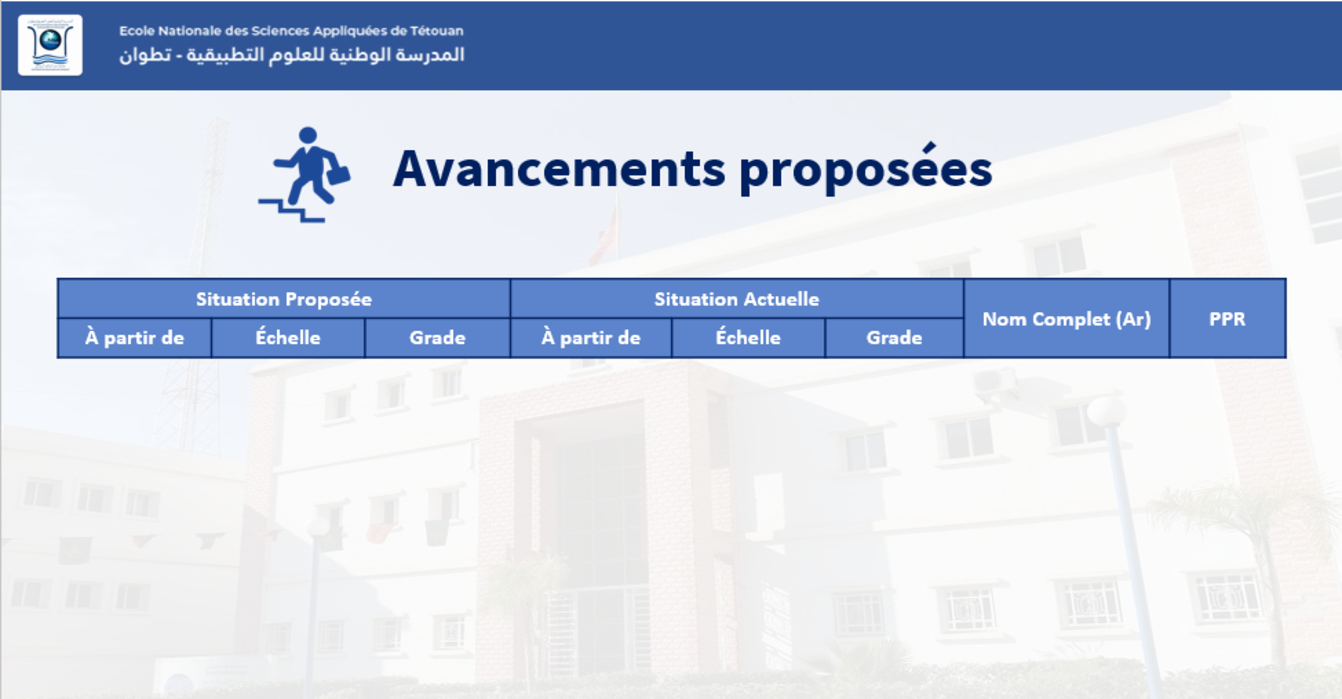 Ecole Nationale des Sciences Appliquées de Tétouan
المدرسة الوطنية للعلوم التطبيقية - تطوان
Avancements proposées
Situation Proposée Situation Actuelle Nom Complet (Ar) PPR
À partir de Échelle Grade À partir de Échelle Grade